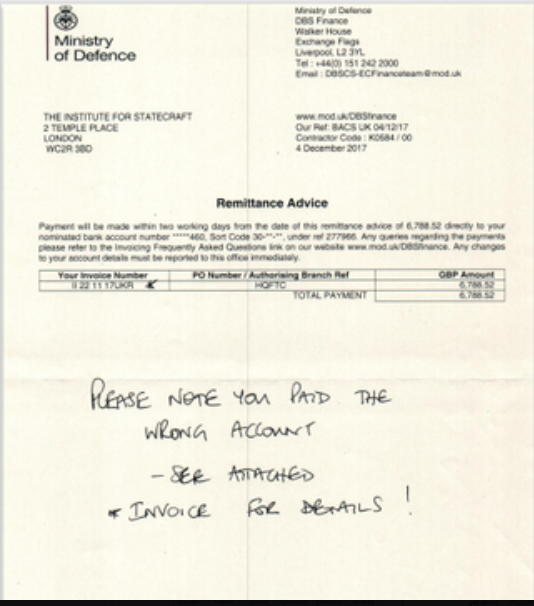 Ministry
of Defence
Ministry of Defence
DBS Finance
Walker House
Exchange Flags
Liverpool, L2 3YL
Tel : +44(0) 151 242 2000
Email : DBSCS-ECFinanceteam@mod.uk
THE INSTITUTE FOR STATECRAFT
2 TEMPLE PLACE
LONDON
WC2R 3BD
www.mod.uk/DBSfinance
Our Ref: BACS UK 04/12/17
Contractor Code : K0584 / 00
4 December 2017
Remittance Advice
Payment will be made within two working days from the date of this remittance advice of 6,788.52 directly to your
nominated bank account number *****460, Sort Code 30-**-**, under ref 277966. Any queries regarding the payments
please refer to the Invoicing Frequently Asked Questions link on our website www.mod.uk/DBSfinance. Any changes
to your account details must be reported to this office immediately.
Your Invoice Number PO Number / Authorising Branch Ref GBP Amount
II 22 11 17UKR * HQFTC 6,788.52
TOTAL PAYMENT 6,788.52
PLEASE NOTE YOU PAID THE
WRONG ACCOUNT
- SEE ATTACHED
* INVOICE FOR DETAILS !